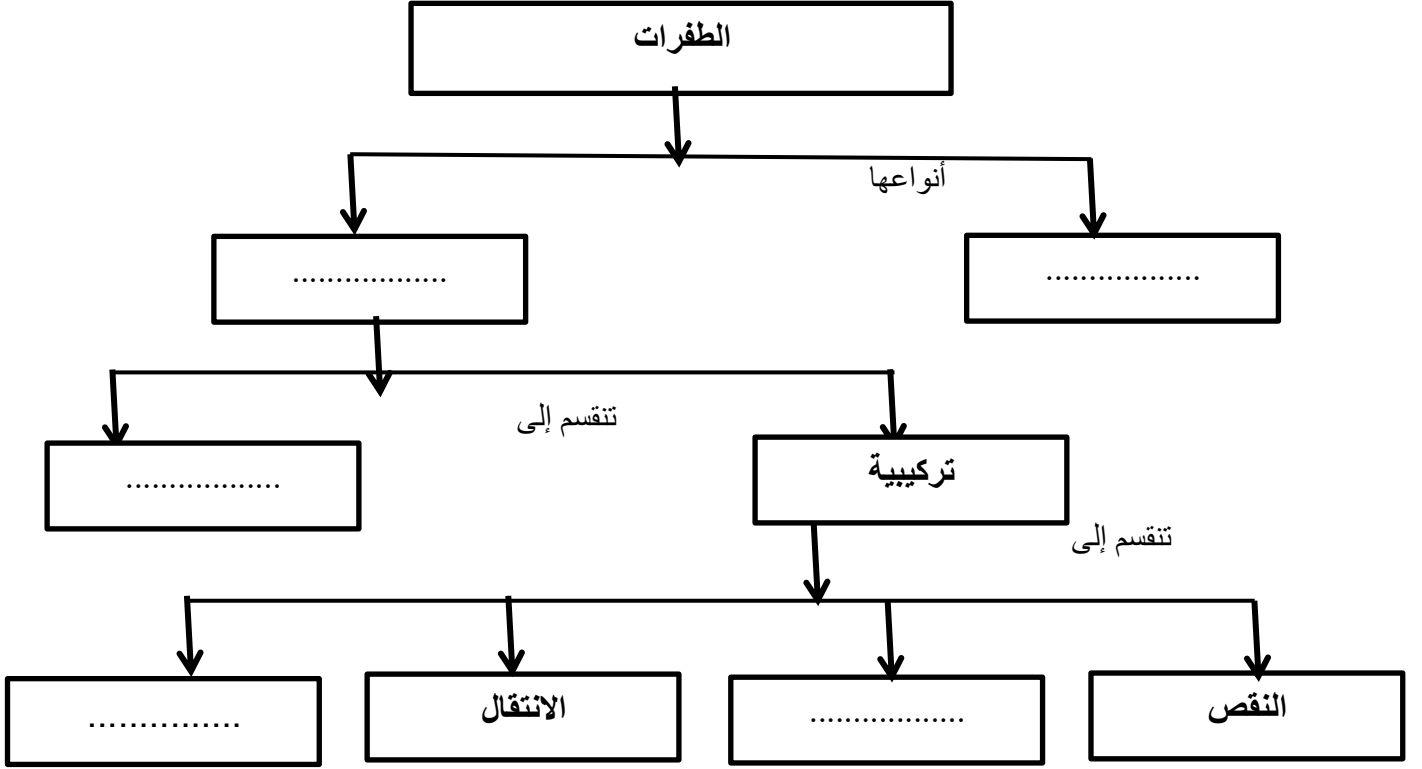 الطفرات
أنواعها
.................
.................
تنقسم إلى
تركيبية
.................
تنقسم إلى
النقص
.................
الانتقال
...............